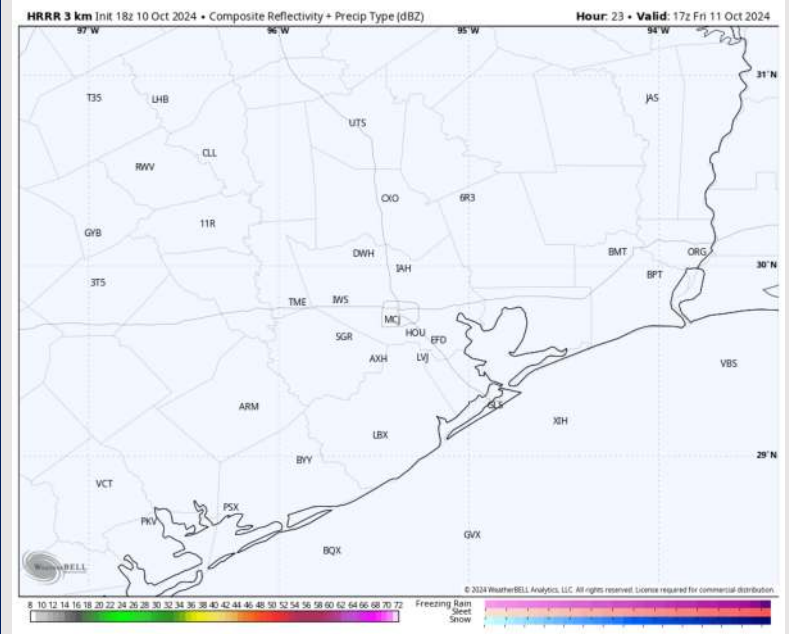 HRRR 3 km Init 18z 10 Oct 2024 • Composite Reflectivity + Precip Type (dBZ) Hour: 23 • Valid: 17z Fri 11 Oct 2024
97°W 96°W 95°W 94°W
31°N
T35 LHB JAS
UTS
CLL
RWV
CXO 6R3
11R
GYB
DWH BMT ORG
IAH 30°N
3T5 BPT
TME IWS
MCJ
SGR HOU EFD
AXH LVJ VBS
ARM GLS
XIH
LBX
BYY 29°N
VCT
PSX
PKV
GVX
BQX
WeatherBELL
© 2024 WeatherBELL Analytics, LLC. All rights reserved. License required for commercial distribution.
8 10 12 14 16 18 20 22 24 26 28 30 32 34 36 38 40 42 44 46 48 50 52 54 56 58 60 62 64 66 68 70 72
Freezing Rain
Sleet
Snow